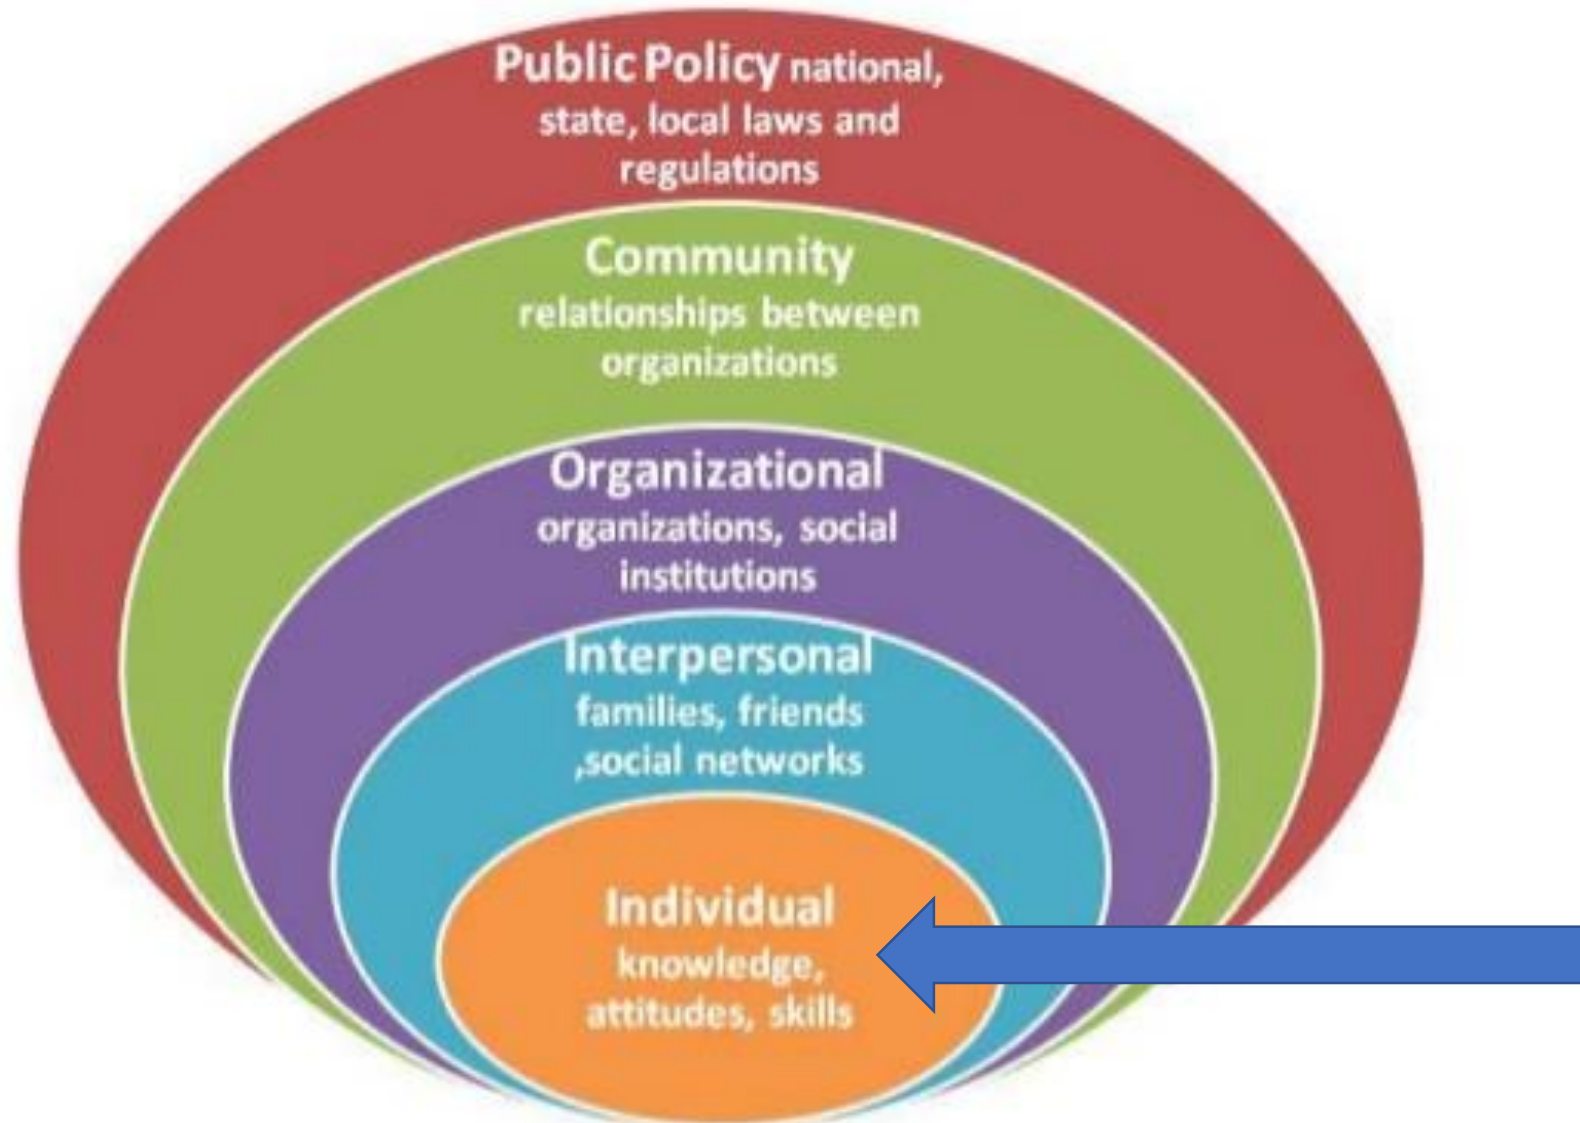 Public Policy national,
state, local laws and
regulations
Community
relationships between
organizations
Organizational
organizations, social
institutions
Interpersonal
families, friends
,social networks
Individual
knowledge,
attitudes, skills